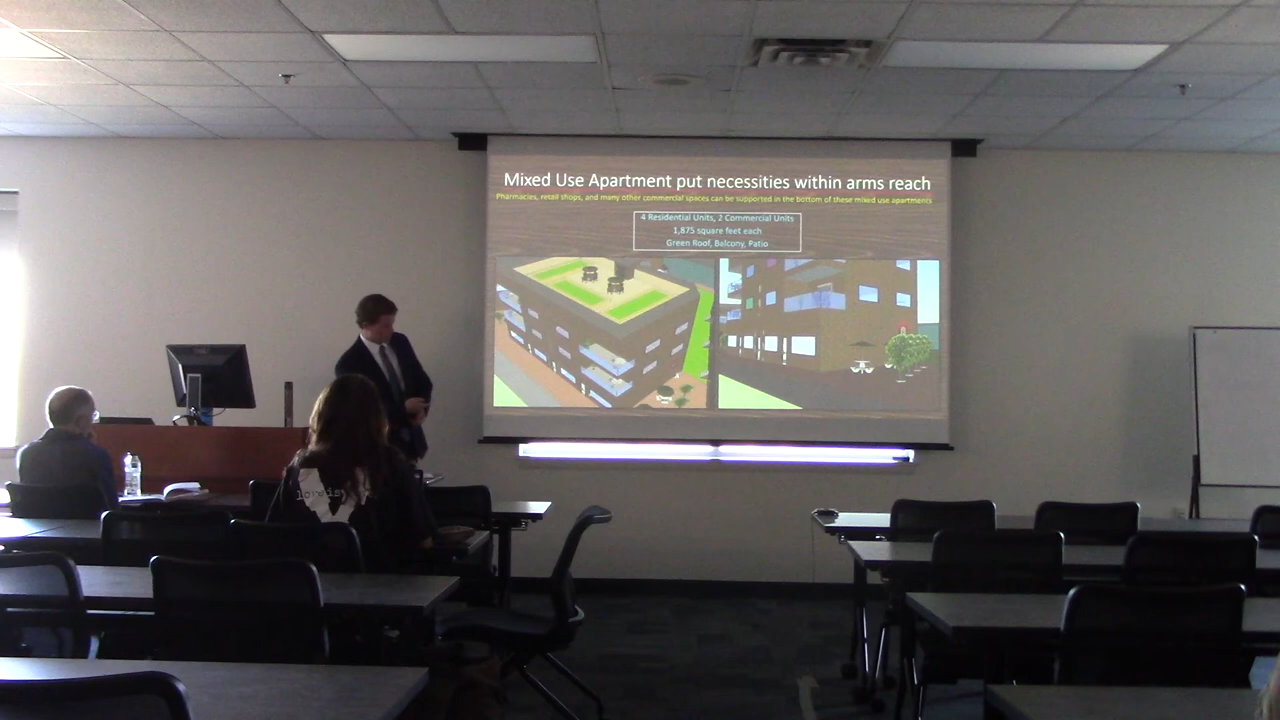 Mixed Use Apartment put necessities within arms reach
Pharmacies, retail shops, and many other commercial spaces can be supported in the bottom of these mixed use apartments
4 Residential Units, 2 Commercial Units
1,875 square feet each
Green Roof, Balcony, Patio